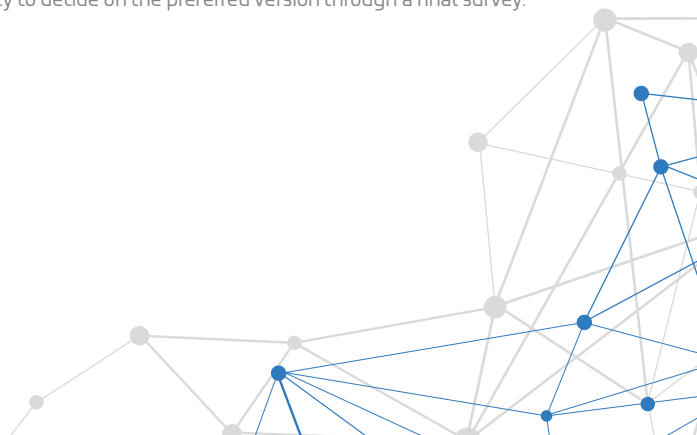 to decide on the preferred version through a final survey.